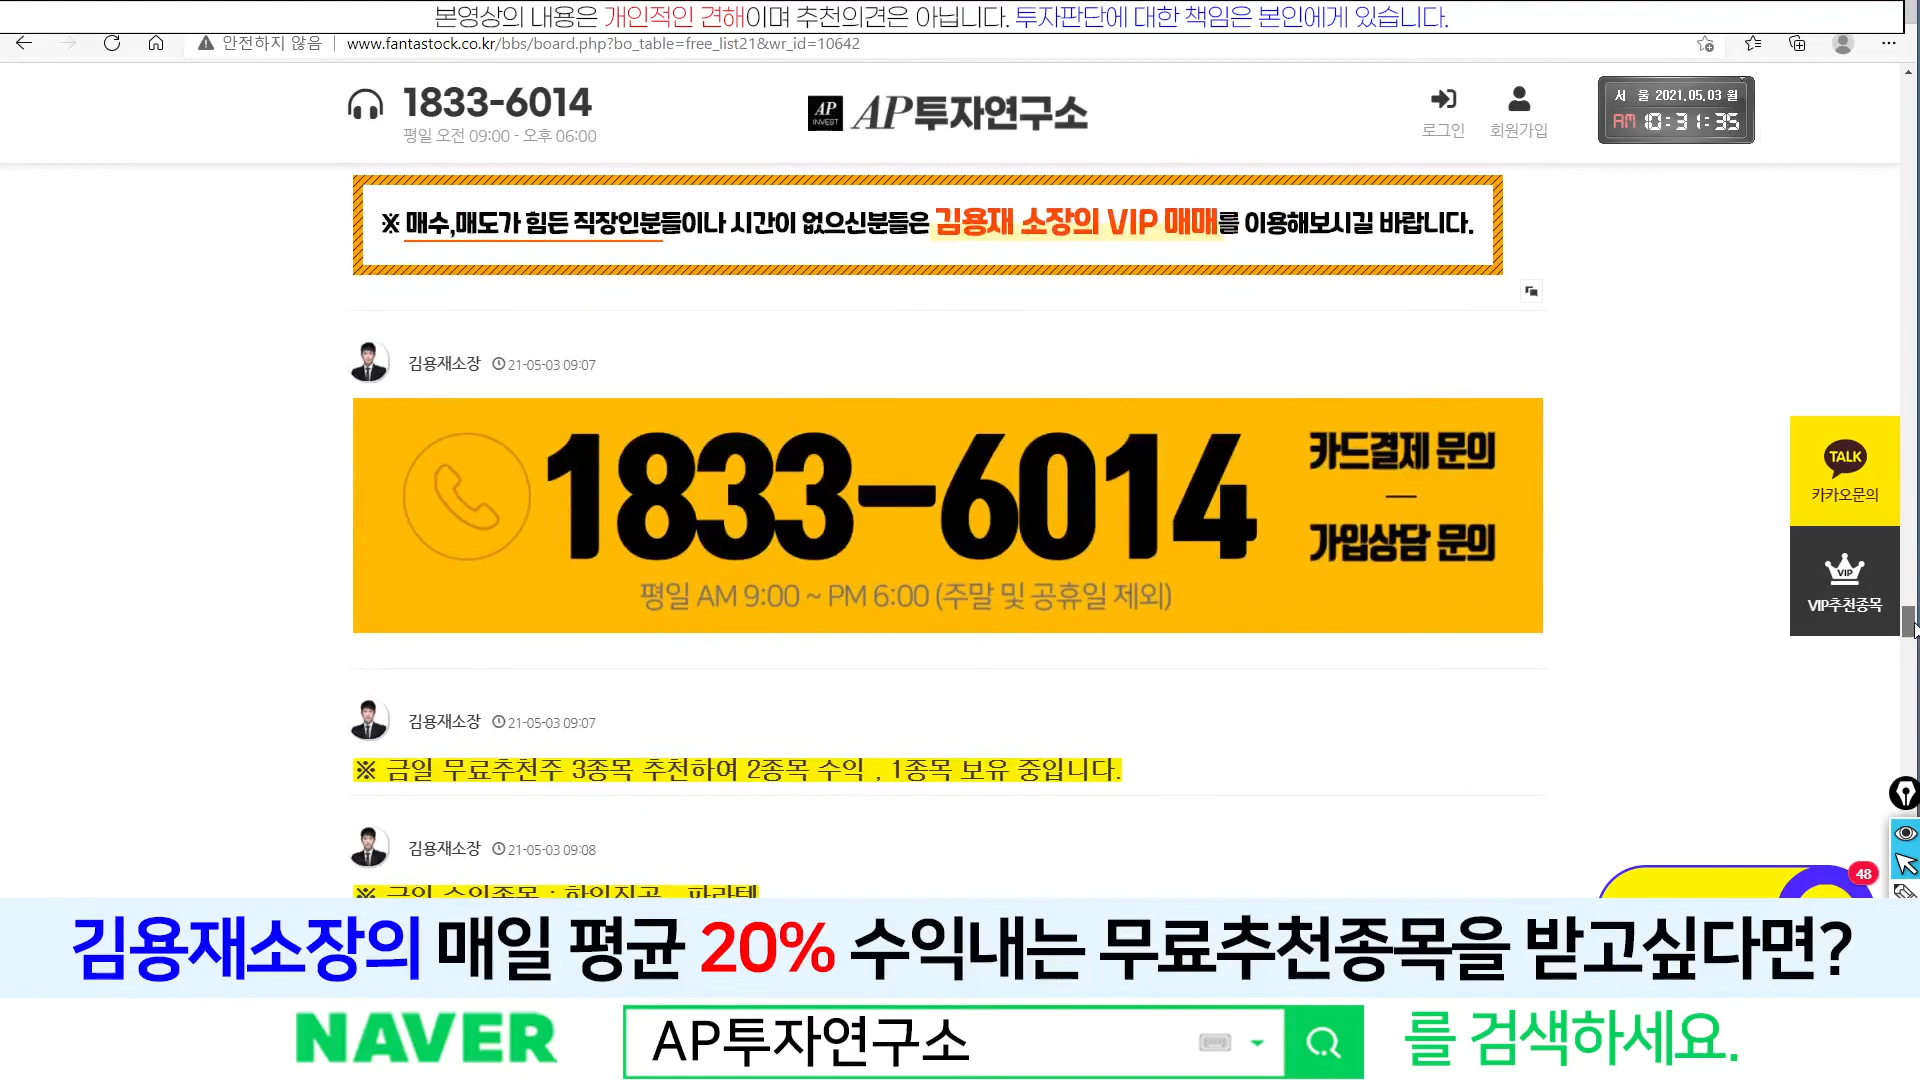 본영상의 내용은 개인적인 견해이며 추천의견은 아닙니다. 투자판단에 대한 책임은 본인에게 있습니다.
안전하지 않음 www.fantastock.co.kr/bbs/board.php?bo_table=free_list21&wr_id=10642
1833-6014
평일 오전 09:00 - 오후 06:00
AP INVEST AP투자연구소
로그인
회원가입
서 울 2021.05.03 월
AM 10:31:35
※ 매수,매도가 힘든 직장인분들이나 시간이 없으신분들은 김용재 소장의 VIP 매매를 이용해보시길 바랍니다.
김용재소장 21-05-03 09:07
1833-6014
카드결제 문의
가입상담 문의
평일 AM 9:00 ~ PM 6:00 (주말 및 공휴일 제외)
TALK
카카오문의
VIP
VIP추천종목
김용재소장 21-05-03 09:07
※ 금일 무료추천주 3종목 추천하여 2종목 수익 , 1종목 보유 중입니다.
김용재소장 21-05-03 09:08
※ 금일 수익종목 :
48
김용재소장의 매일 평균 20% 수익내는 무료추천종목을 받고싶다면?
NAVER AP투자연구소 를 검색하세요.